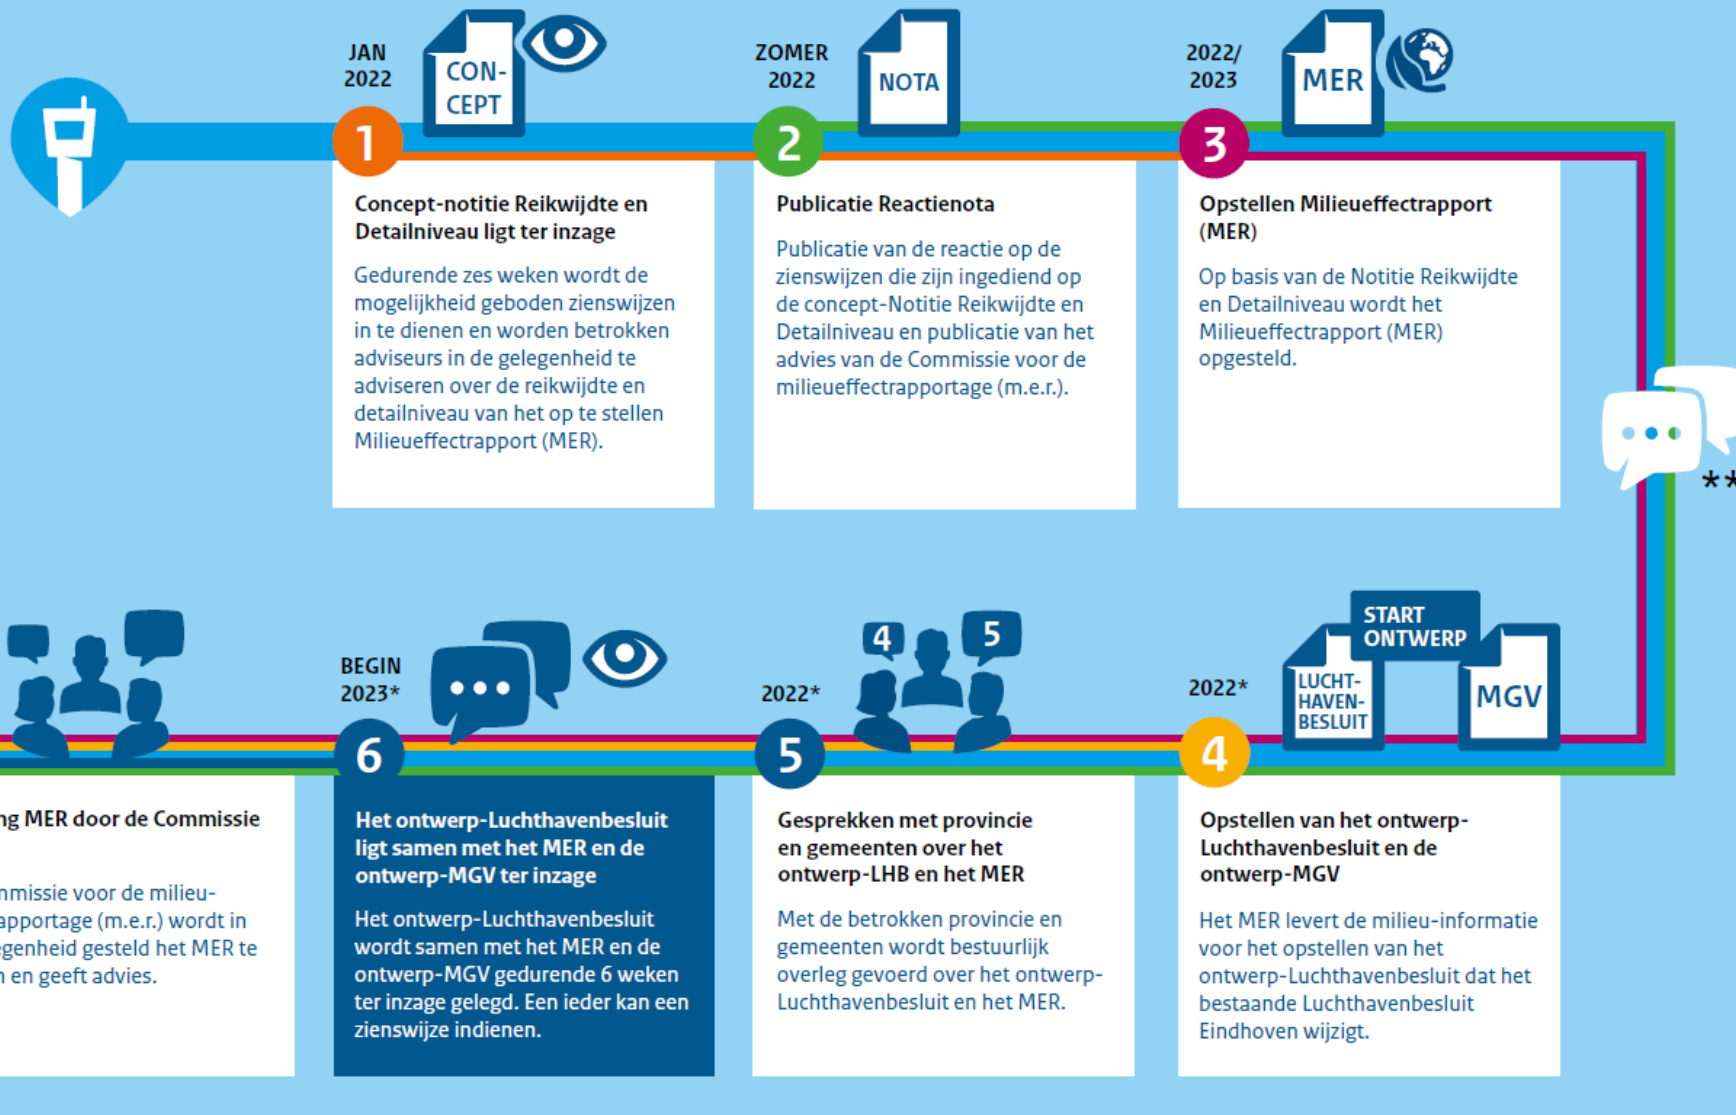 JAN
2022
CON-
CEPT
1
Concept-notitie Reikwijdte en
Detailniveau ligt ter inzage
Gedurende zes weken wordt de
mogelijkheid geboden zienswijzen
in te dienen en worden betrokken
adviseurs in de gelegenheid te
adviseren over de reikwijdte en
detailniveau van het op te stellen
Milieueffectrapport (MER).
ZOMER
2022
NOTA
2
Publicatie Reactienota
Publicatie van de reactie op de
zienswijzen die zijn ingediend op
de concept-Notitie Reikwijdte en
Detailniveau en publicatie van het
advies van de Commissie voor de
milieueffectrapportage (m.e.r.).
2022/
2023
MER
3
Opstellen Milieueffectrapport
(MER)
Op basis van de Notitie Reikwijdte
en Detailniveau wordt het
Milieueffectrapport (MER)
opgesteld.
**
START
ONTWERP
LUCHT-
HAVEN-
BESLUIT
MGV
2022*
4
Opstellen van het ontwerp-
Luchthavenbesluit en de
ontwerp-MGV
Het MER levert de milieu-informatie
voor het opstellen van het
ontwerp-Luchthavenbesluit dat het
bestaande Luchthavenbesluit
Eindhoven wijzigt.
4
5
2022*
5
Gesprekken met provincie
en gemeenten over het
ontwerp-LHB en het MER
Met de betrokken provincie en
gemeenten wordt bestuurlijk
overleg gevoerd over het ontwerp-
Luchthavenbesluit en het MER.
BEGIN
2023*
6
Het ontwerp-Luchthavenbesluit
ligt samen met het MER en de
ontwerp-MGV ter inzage
Het ontwerp-Luchthavenbesluit
wordt samen met het MER en de
ontwerp-MGV gedurende 6 weken
ter inzage gelegd. Een ieder kan een
zienswijze indienen.
MER door de Commissie
voor de milieu-
(m.e.r.) wordt in
gesteld het MER te
en geeft advies.